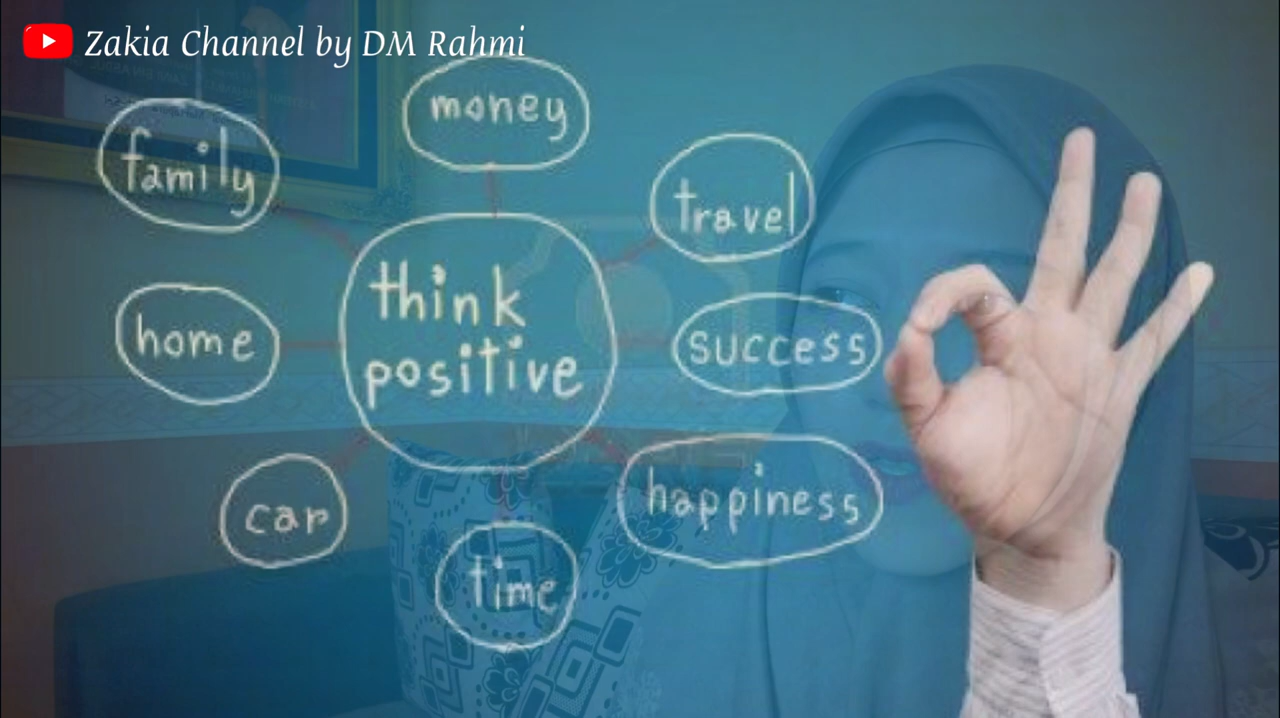 Zakia Channel by DM Rahmi
money
family
travel
think
positive
home
success
car
happiness
time